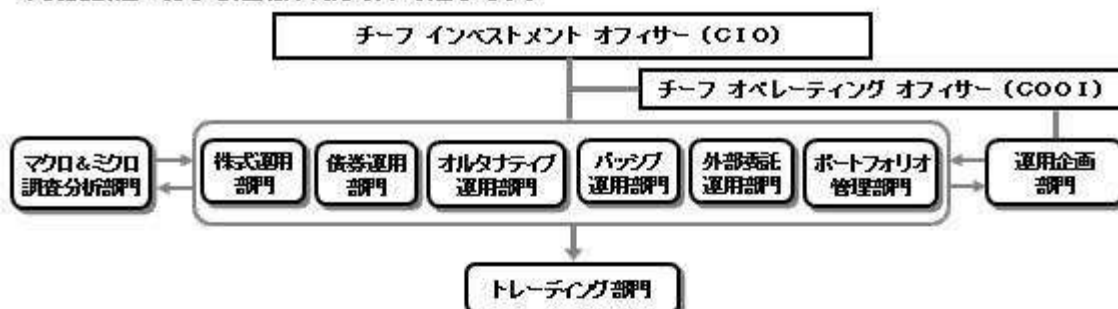 チーフ インベストメント オフィサー (CIO)
チーフ オペレーティング オフィサー (COOI)
マクロ&ミクロ
調査分析部門
株式運用
部門
債券運用
部門
オルタナティブ
運用部門
パッシブ
運用部門
外部委託
運用部門
ポートフォリオ
管理部門
運用企画
部門
トレーディング部門